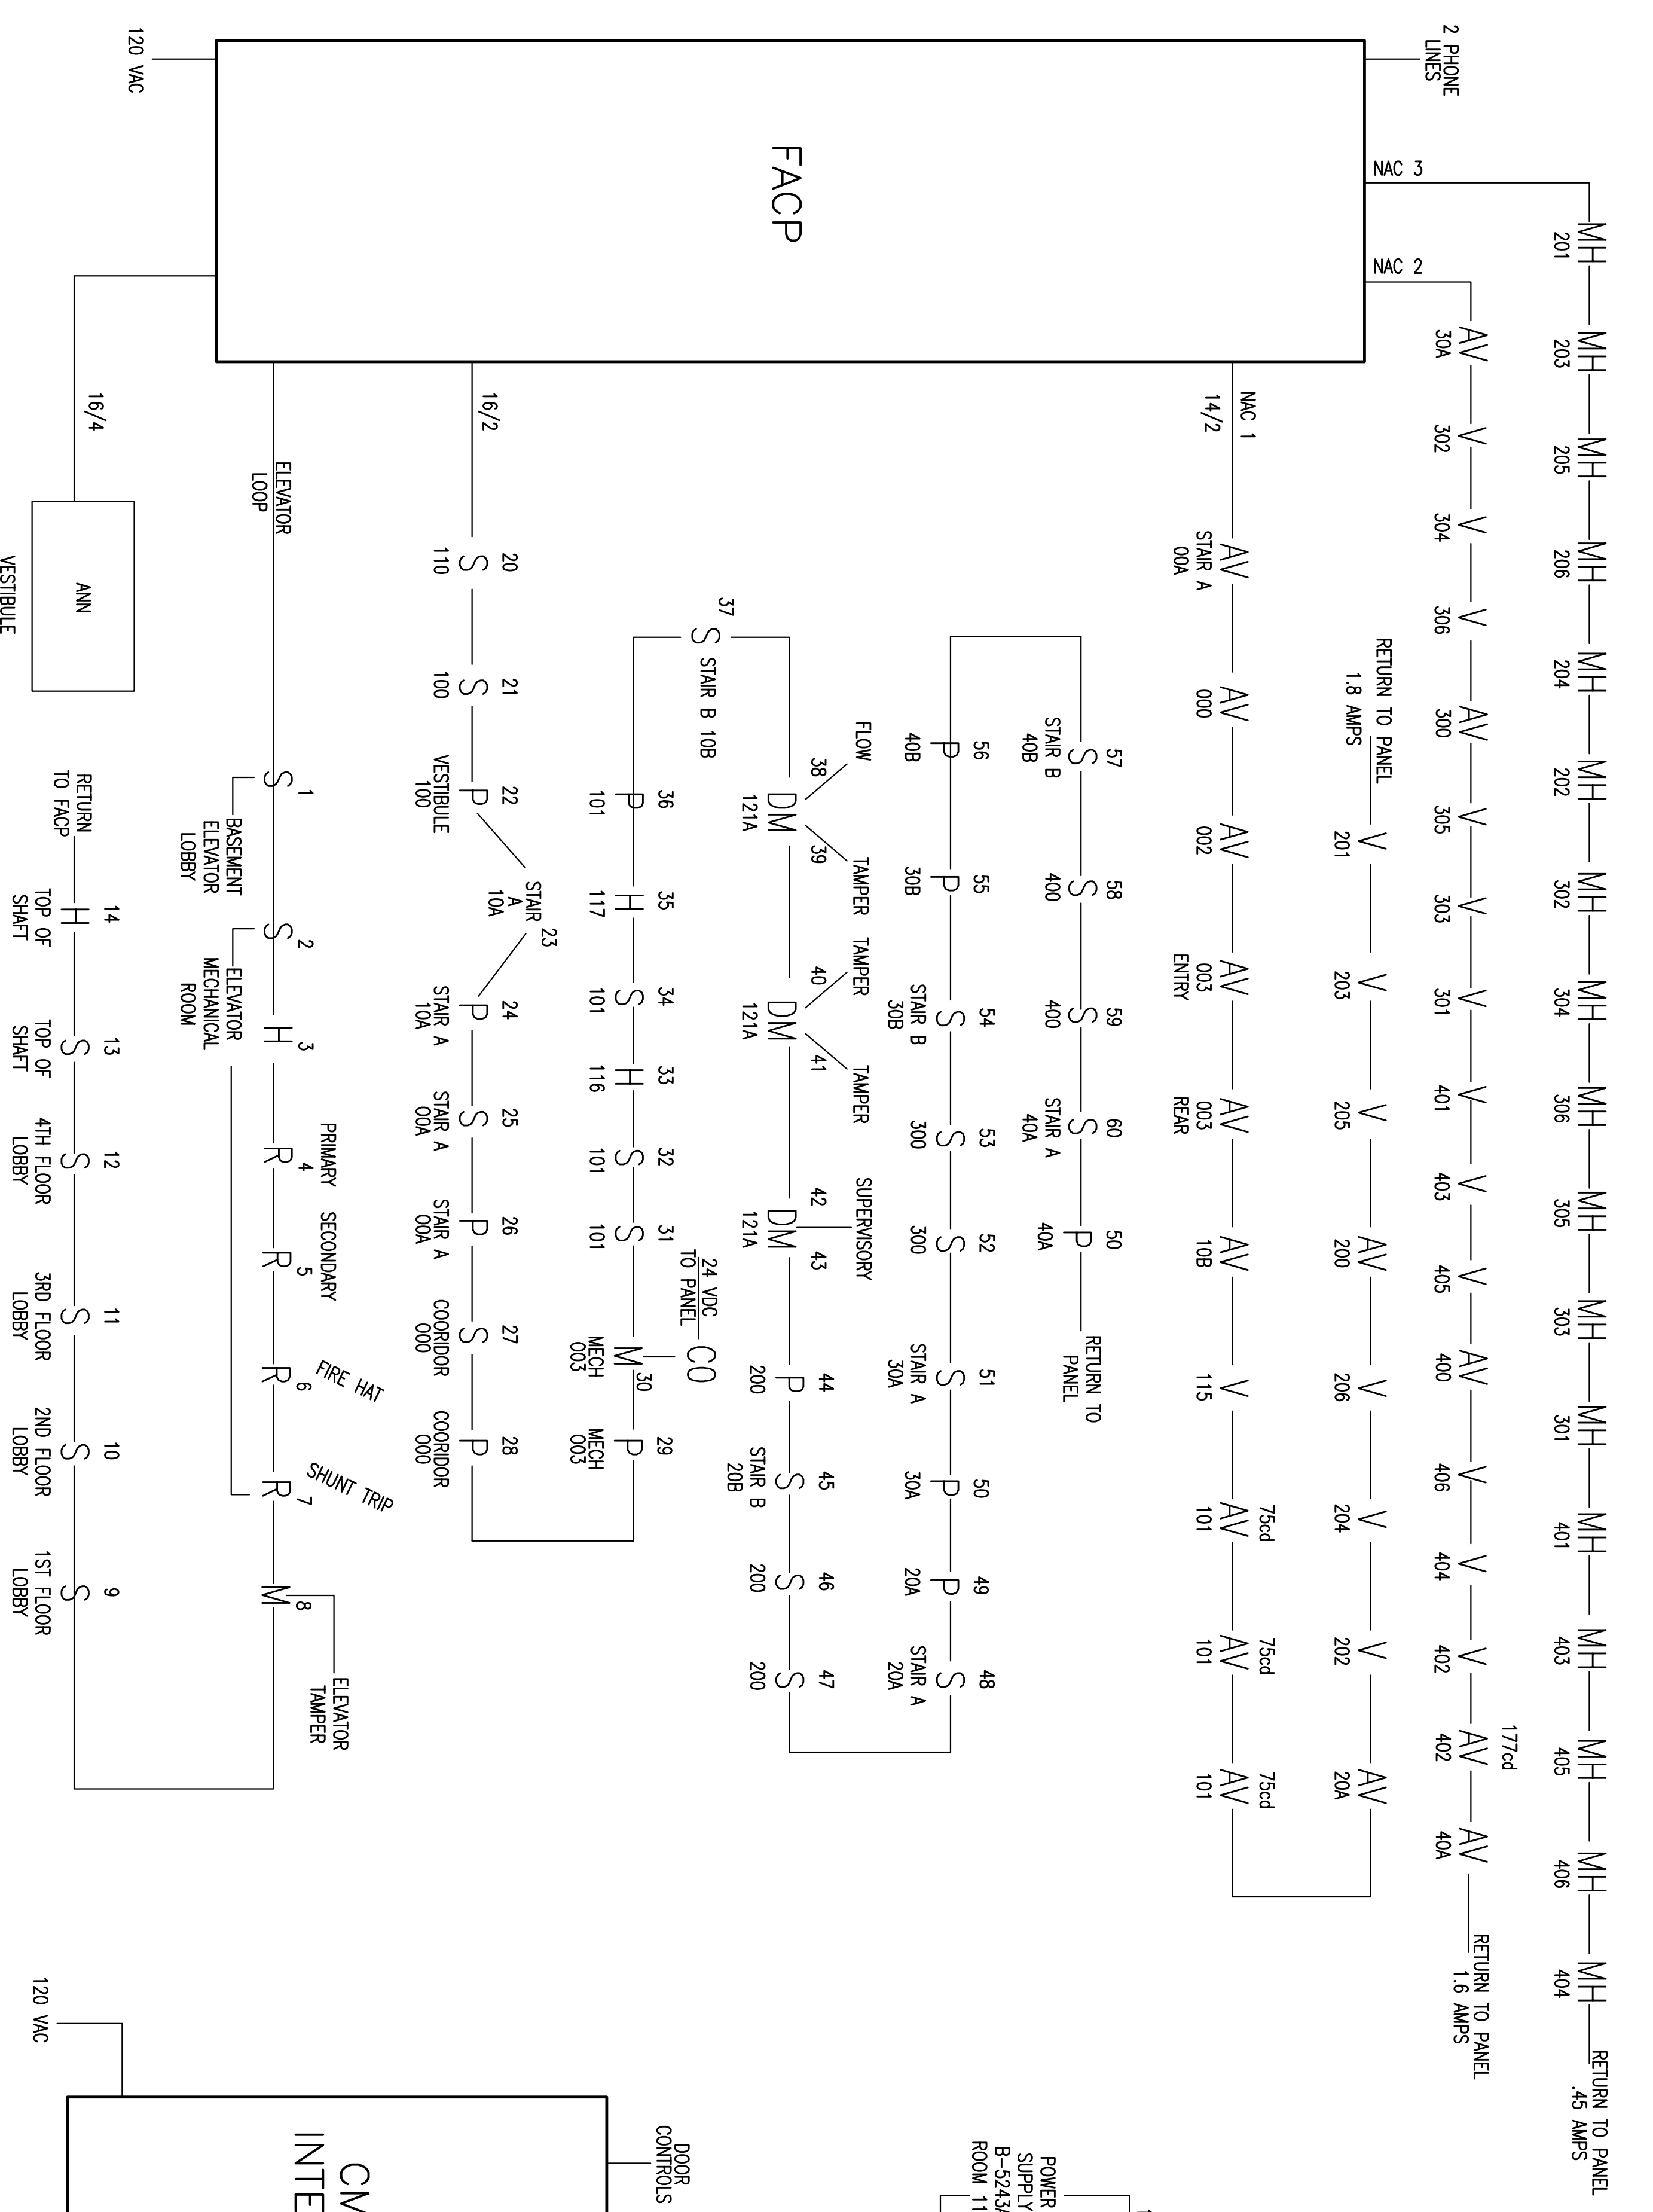 2 PHONE
LINES
120 VAC
FACP
NAC 3
MH
201
MH
203
MH
205
MH
206
MH
204
MH
202
MH
302
MH
304
MH
306
MH
305
MH
303
MH
301
MH
401
MH
403
MH
405
MH
406
MH
404
RETURN TO PANEL
.45 AMPS
NAC 2
AV
30A
V
302
V
304
V
306
AV
300
V
305
V
303
V
301
V
401
V
403
V
405
AV
400
V
406
V
404
V
402
177cd
AV
402
AV
40A
RETURN TO PANEL
1.6 AMPS
RETURN TO PANEL
1.8 AMPS
V
201
V
203
V
205
AV
200
V
206
V
204
V
202
AV
20A
NAC 1
14/2
AV
STAIR A
00A
AV
000
AV
002
AV
003
ENTRY
AV
003
REAR
AV
10B
V
115
75cd
AV
101
75cd
AV
101
75cd
AV
101
57
S
STAIR B
40B
58
S
400
59
S
400
60
S
STAIR A
40A
50
P
40A
RETURN TO
PANEL
56
P
40B
55
P
30B
54
S
STAIR B
30B
53
S
300
52
S
300
51
S
STAIR A
30A
50
P
30A
49
P
20A
48
S
STAIR A
20A
FLOW
38
DM
121A
39
TAMPER
TAMPER
40
DM
121A
41
TAMPER
SUPERVISORY
42
DM
121A
43
44
P
200
45
S
STAIR B
20B
46
S
200
47
S
200
37
S
STAIR B 10B
36
P
101
35
H
117
34
S
101
33
H
116
32
S
101
31
S
101
24 VDC
TO PANEL
CO
30
M
MECH
003
29
P
MECH
003
16/2
20
S
110
21
S
100
22
P
VESTIBULE
100
STAIR
A
10A
23
24
P
STAIR A
10A
25
S
STAIR A
00A
26
P
STAIR A
00A
27
S
COORIDOR
000
28
P
COORIDOR
000
ELEVATOR
LOOP
1
S
BASEMENT
ELEVATOR
LOBBY
2
S
ELEVATOR
MECHANICAL
ROOM
3
H
PRIMARY
4
R
SECONDARY
5
R
FIRE HAT
6
R
SHUNT TRIP
7
R
8
M
ELEVATOR
TAMPER
16/4
ANN
VESTIBULE
RETURN
TO FACP
14
H
TOP OF
SHAFT
13
S
TOP OF
SHAFT
12
S
4TH FLOOR
LOBBY
11
S
3RD FLOOR
LOBBY
10
S
2ND FLOOR
LOBBY
9
S
1ST FLOOR
LOBBY
120 VAC
DOOR
CONTROLS
POWER
SUPPLY
ROOM